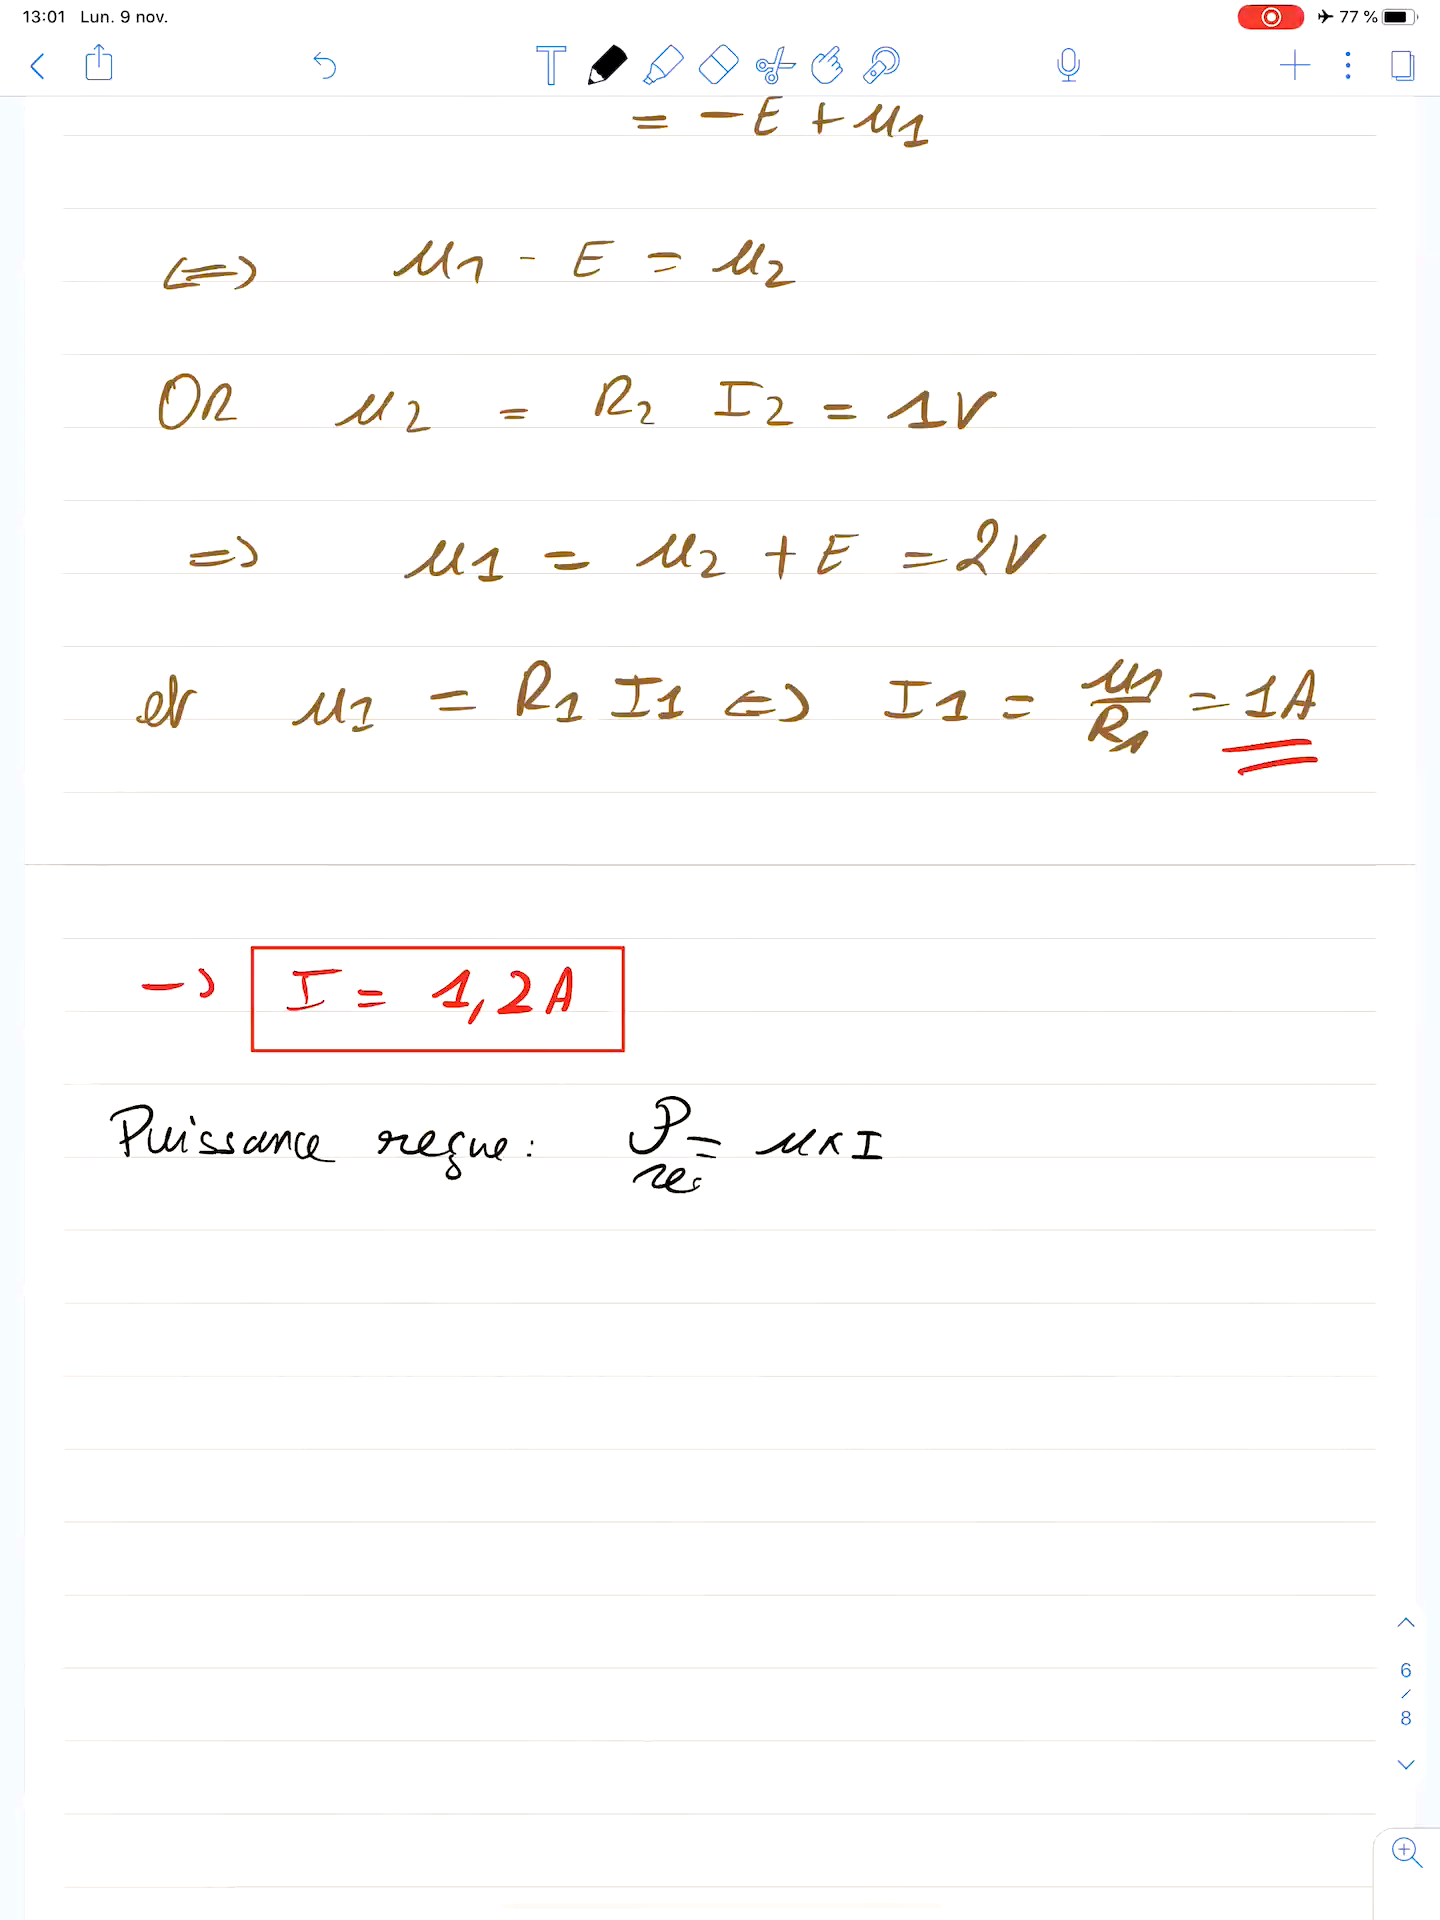 13:01 Lun. 9 nov. 77 %
= - E + u1
<=> u1 - E = u2
OR u2 = R2 I2 = 1V
=> u1 = u2 + E = 2V
et u1 = R1 I1 <=> I1 = u1/R1 = 1A
-> I = 1,2A
Puissance reçue : P = u x I
rec
6
/
8